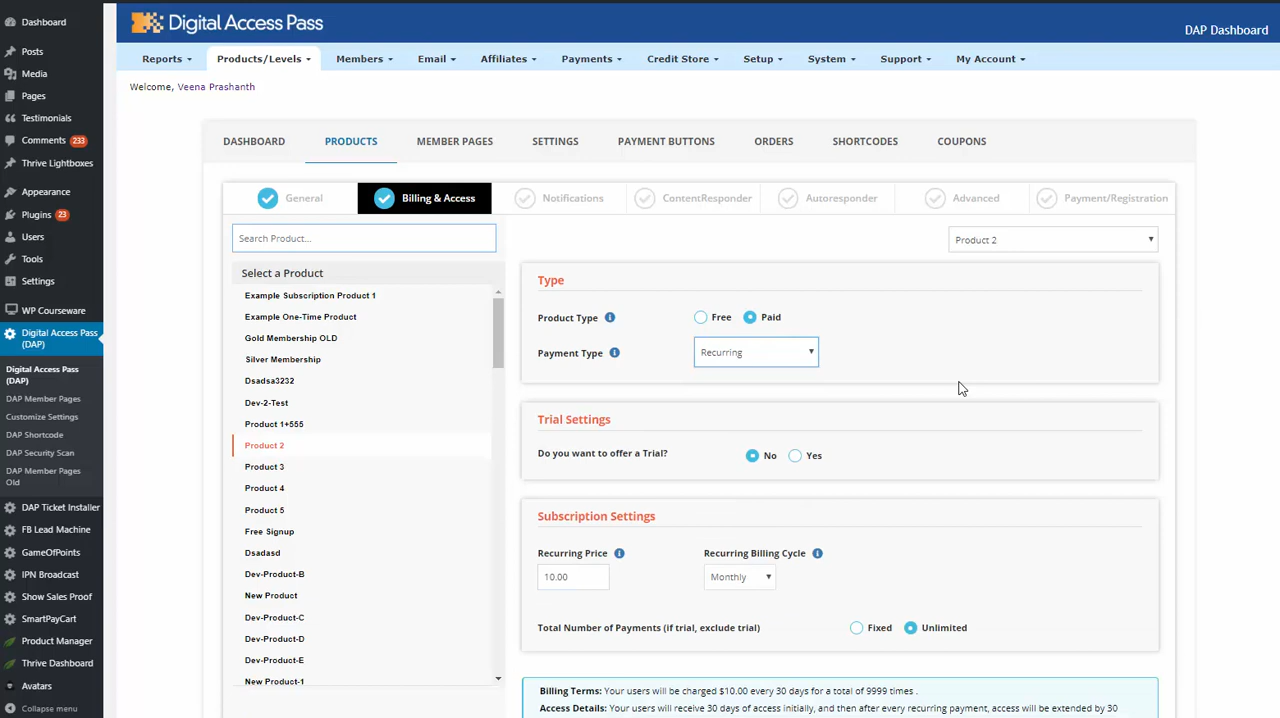 Dashboard
Posts
Media
Pages
Testimonials
Comments 233
Thrive Lightboxes
Appearance
Plugins 23
Users
Tools
Settings
WP Courseware
Digital Access Pass
(DAP)
Digital Access Pass
(DAP)
DAP Member Pages
Customize Settings
DAP Shortcode
DAP Security Scan
DAP Member Pages
Old
DAP Ticket Installer
FB Lead Machine
GameOfPoints
IPN Broadcast
Show Sales Proof
SmartPayCart
Product Manager
Thrive Dashboard
Avatars
Collapse menu
Digital Access Pass
DAP Dashboard
Reports Products/Levels Members Email Affiliates Payments Credit Store Setup System Support My Account
Welcome, Veena Prashanth
DASHBOARD PRODUCTS MEMBER PAGES SETTINGS PAYMENT BUTTONS ORDERS SHORTCODES COUPONS
General Billing & Access Notifications ContentResponder Autoresponder Advanced Payment/Registration
Search Product...
Product 2
Select a Product
Example Subscription Product 1
Example One-Time Product
Gold Membership OLD
Silver Membership
Dsadsa3232
Dev-2-Test
Product 1+555
Product 2
Product 3
Product 4
Product 5
Free Signup
Dsadasd
Dev-Product-B
New Product
Dev-Product-C
Dev-Product-D
Dev-Product-E
New Product-1
Type
Product Type Free Paid
Payment Type Recurring
Trial Settings
Do you want to offer a Trial? No Yes
Subscription Settings
Recurring Price Recurring Billing Cycle
10.00 Monthly
Total Number of Payments (if trial, exclude trial) Fixed Unlimited
Billing Terms: Your users will be charged $10.00 every 30 days for a total of 9999 times .
Access Details: Your users will receive 30 days of access initially, and then after every recurring payment, access will be extended by 30